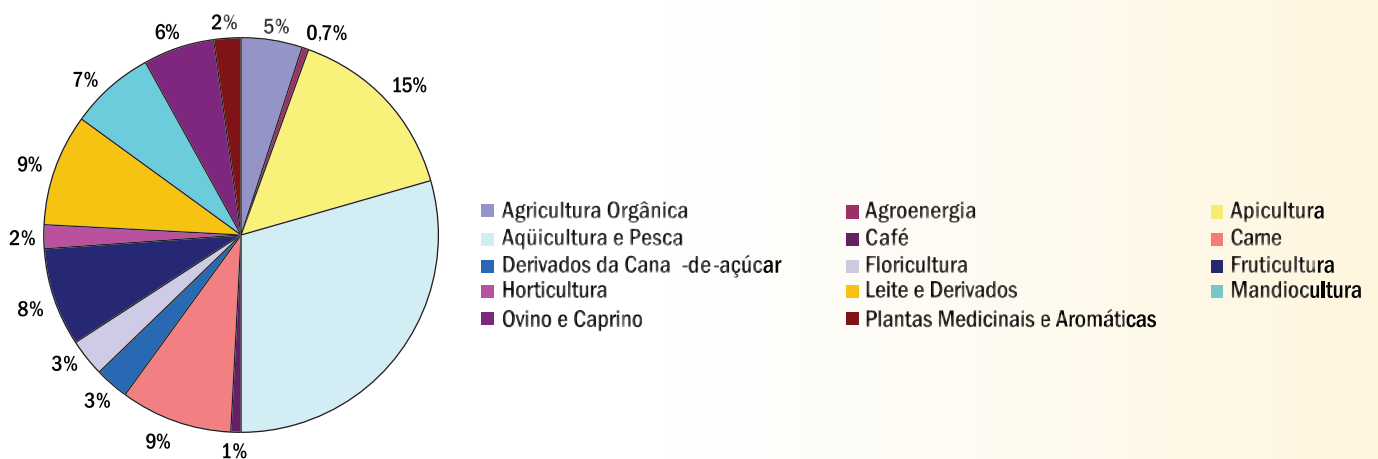 2% 5%
6% 0,7%
7% 15%
9%
2%
8%
3%
3%
9% 1%
Agricultura Orgânica Agroenergia Apicultura
Aqüicultura e Pesca Café Carne
Derivados da Cana -de-açúcar Floricultura Fruticultura
Horticultura Leite e Derivados Mandiocultura
Ovino e Caprino Plantas Medicinais e Aromáticas